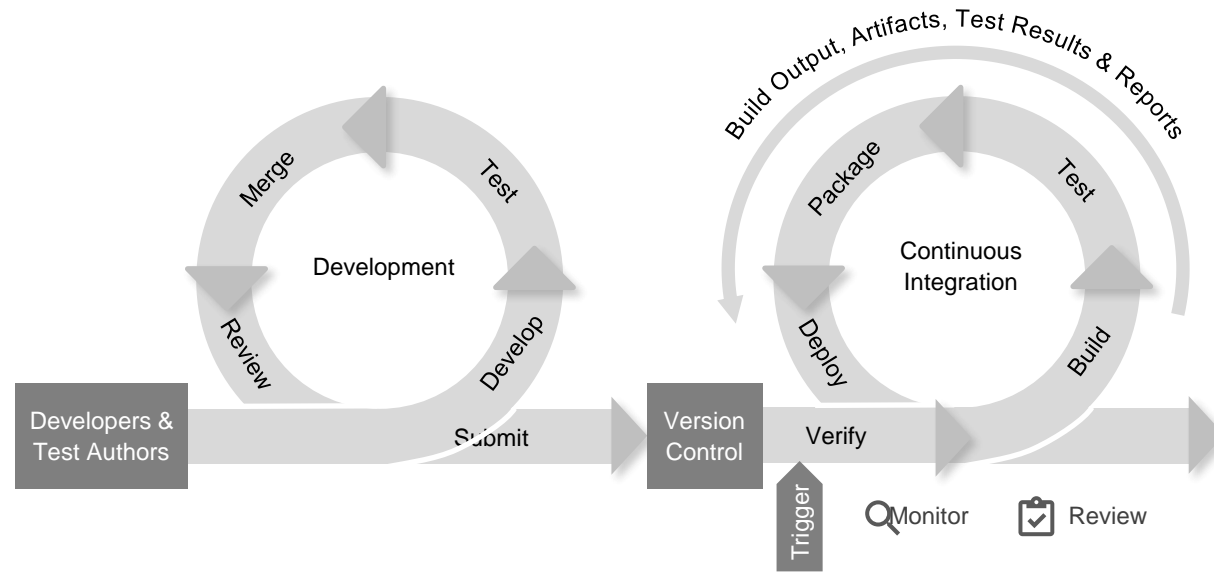 Build Output, Artifacts, Test Results & Reports
Merge
Test
Development
Review
Develop
Developers &
Test Authors
Submit
Package
Test
Continuous
Integration
Deploy
Build
Version
Control
Verify
Trigger
Monitor
Review